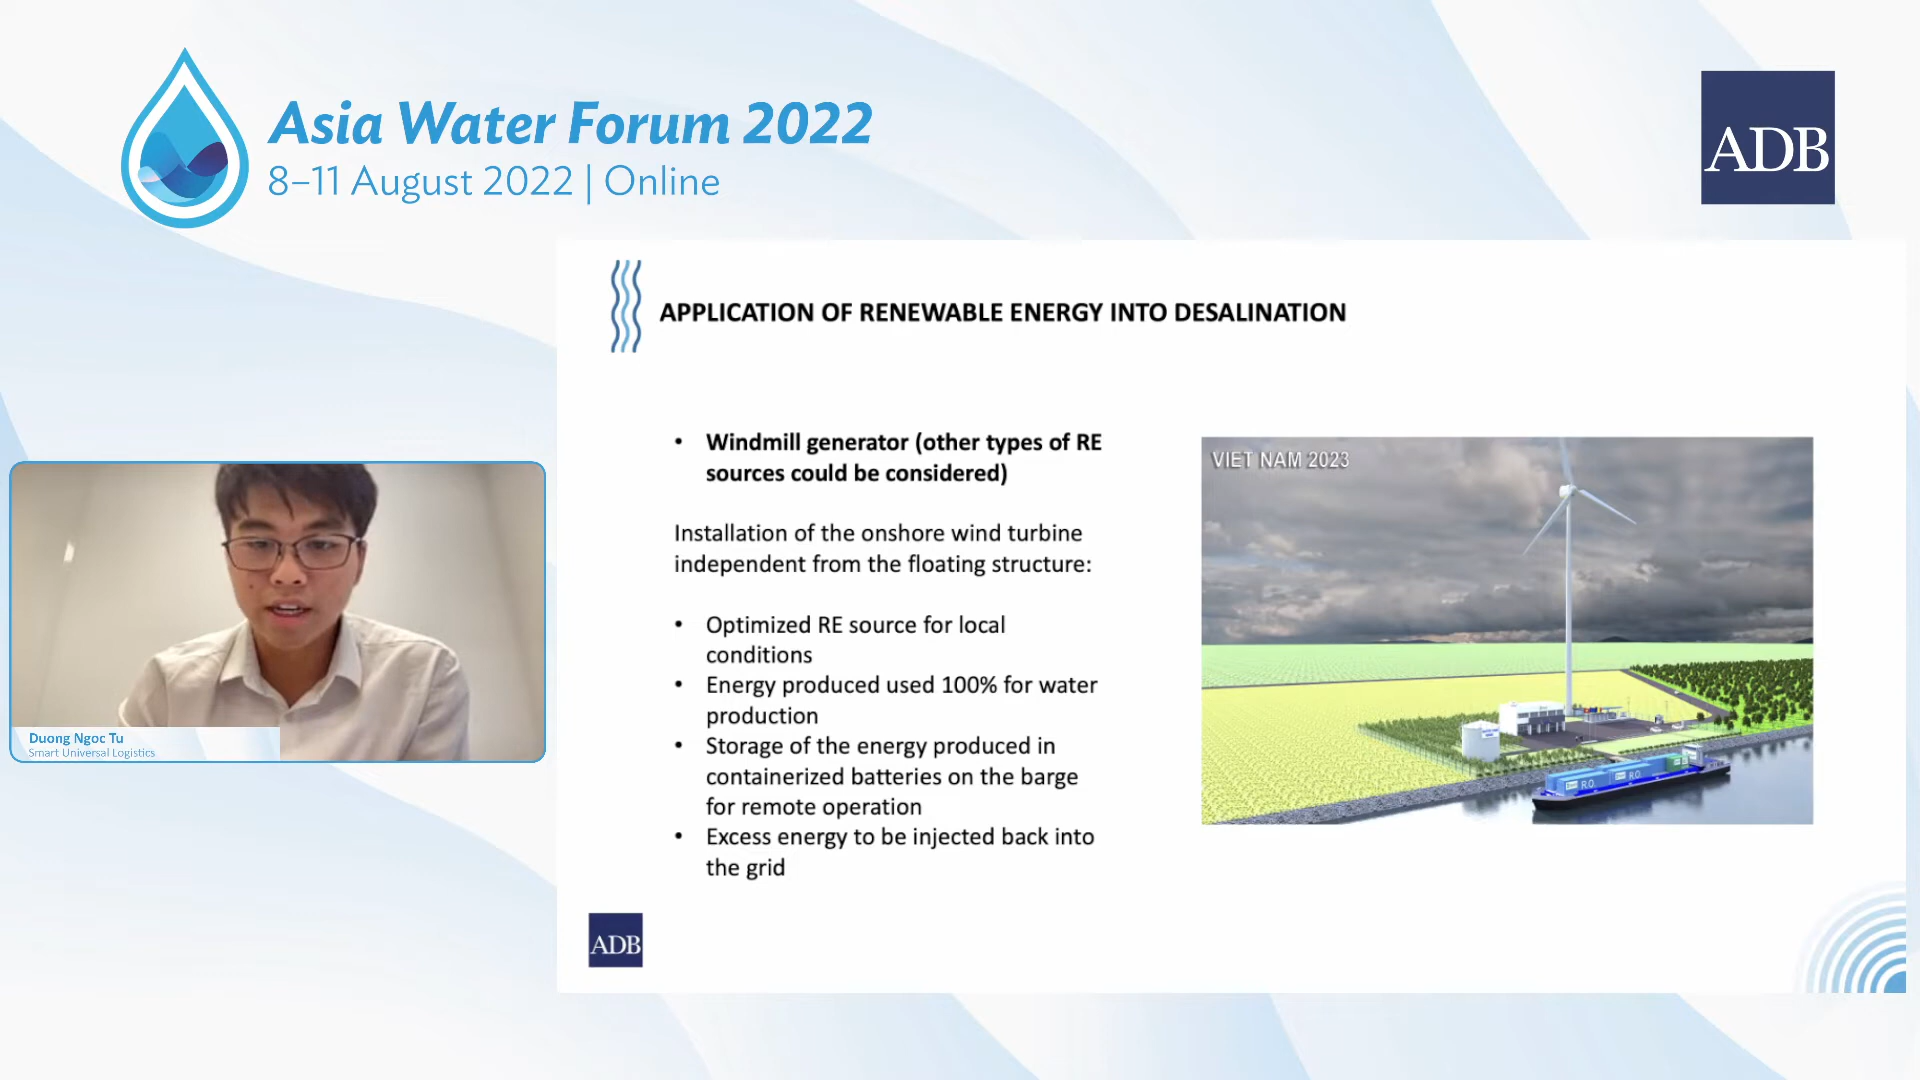 Asia Water Forum 2022
8–11 August 2022 | Online
ADB
APPLICATION OF RENEWABLE ENERGY INTO DESALINATION
• Windmill generator (other types of RE
sources could be considered)
Installation of the onshore wind turbine
independent from the floating structure:
• Optimized RE source for local
conditions
• Energy produced used 100% for water
production
• Storage of the energy produced in
containerized batteries on the barge
for remote operation
• Excess energy to be injected back into
the grid
VIET NAM 2023
R.O.
R.O.
Duong Ngoc Tu
Smart Universal Logistics
ADB